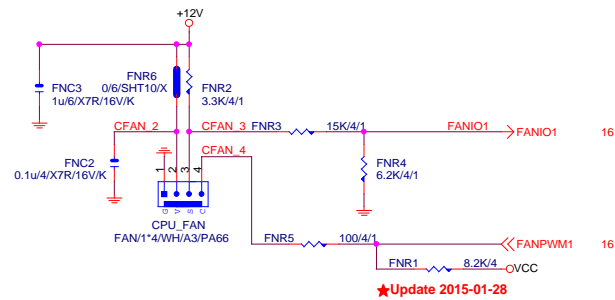 +12V
FNC3
1u/6/X7R/16V/K
FNR6
0/6/SHT10/X
FNR2
3.3K/4/1
CFAN_2
CFAN_3
FNR3
15K/4/1
FANIO1
FANIO1
16
FNC2
0.1u/4/X7R/16V/K
CFAN_4
FNR4
6.2K/4/1
1
2
3
4
G
V
S
C
CPU_FAN
FAN/1*4/WH/A3/PA66
FNR5
100/4/1
FANPWM1
16
FNR1
8.2K/4
VCC
★Update 2015-01-28